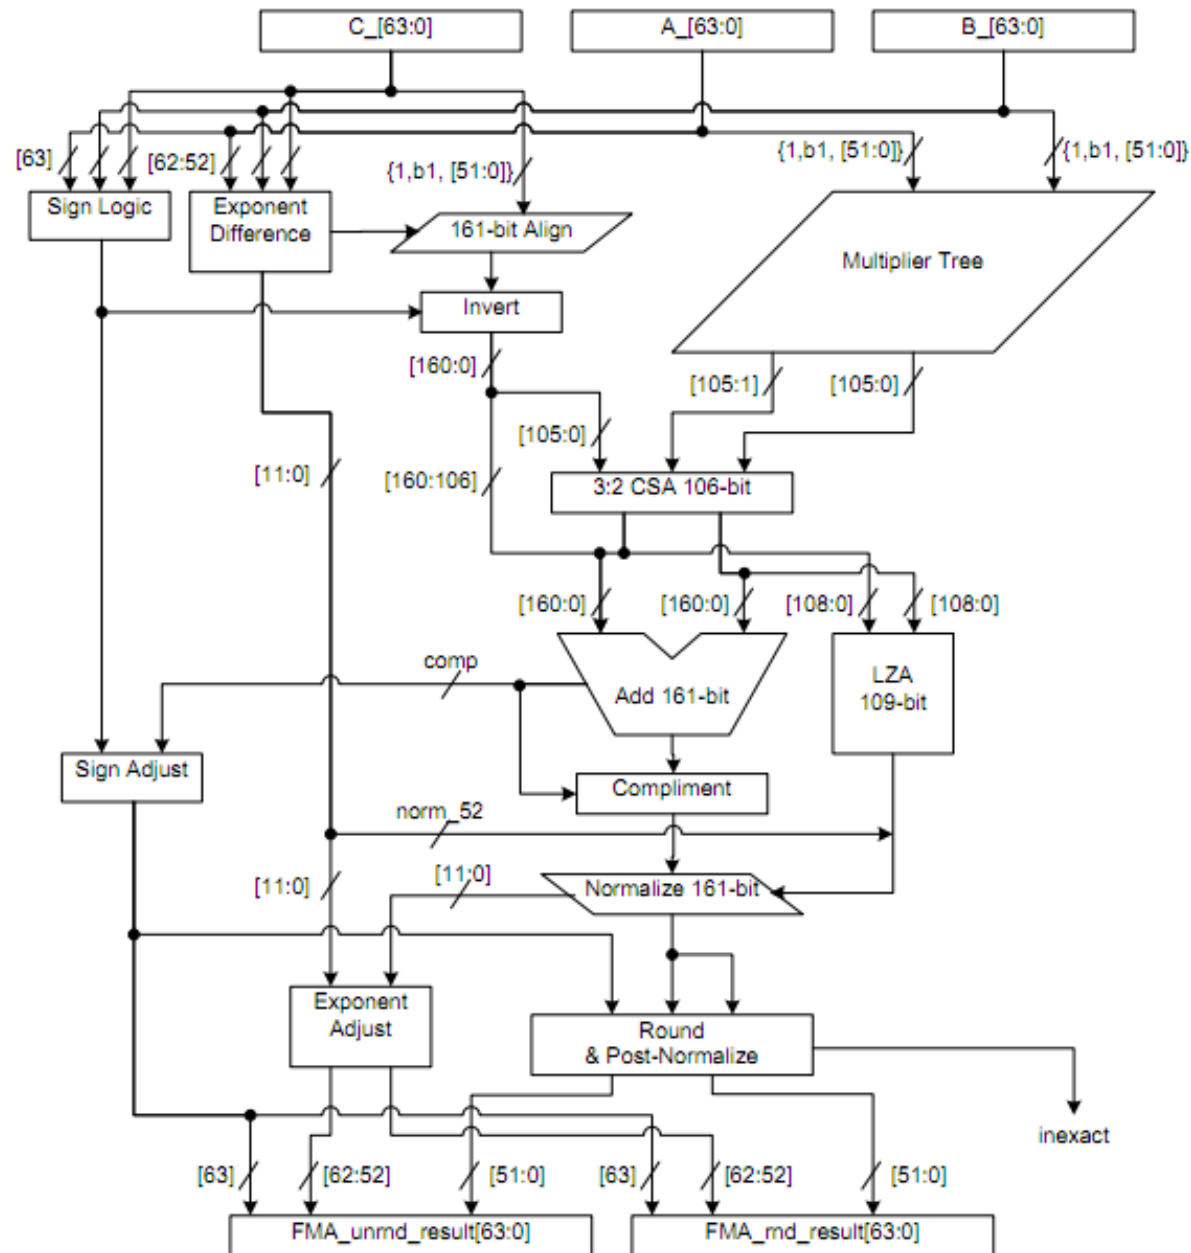 C_[63:0]
A_[63:0]
B_[63:0]
[63]
[62:52]
{1,b1, [51:0]}
{1,b1, [51:0]}
{1,b1, [51:0]}
Sign Logic
Exponent
Difference
161-bit Align
Multiplier Tree
Invert
[160:0]
[105:1]
[105:0]
[105:0]
[11:0]
[160:106]
3:2 CSA 106-bit
[160:0]
[160:0]
[108:0]
[108:0]
comp
Add 161-bit
LZA
109-bit
Sign Adjust
Compliment
norm_52
[11:0]
[11:0]
Normalize 161-bit
Exponent
Adjust
Round
& Post-Normalize
inexact
[63]
[62:52]
[51:0]
[63]
[62:52]
[51:0]
FMA_unrnd_result[63:0]
FMA_rnd_result[63:0]